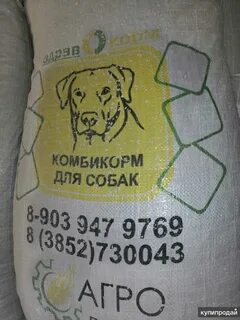 КОМБИКОРМ
ДЛЯ СОБАК
8-903 947 9769
8 (3852)730043
АГРО
купипродай